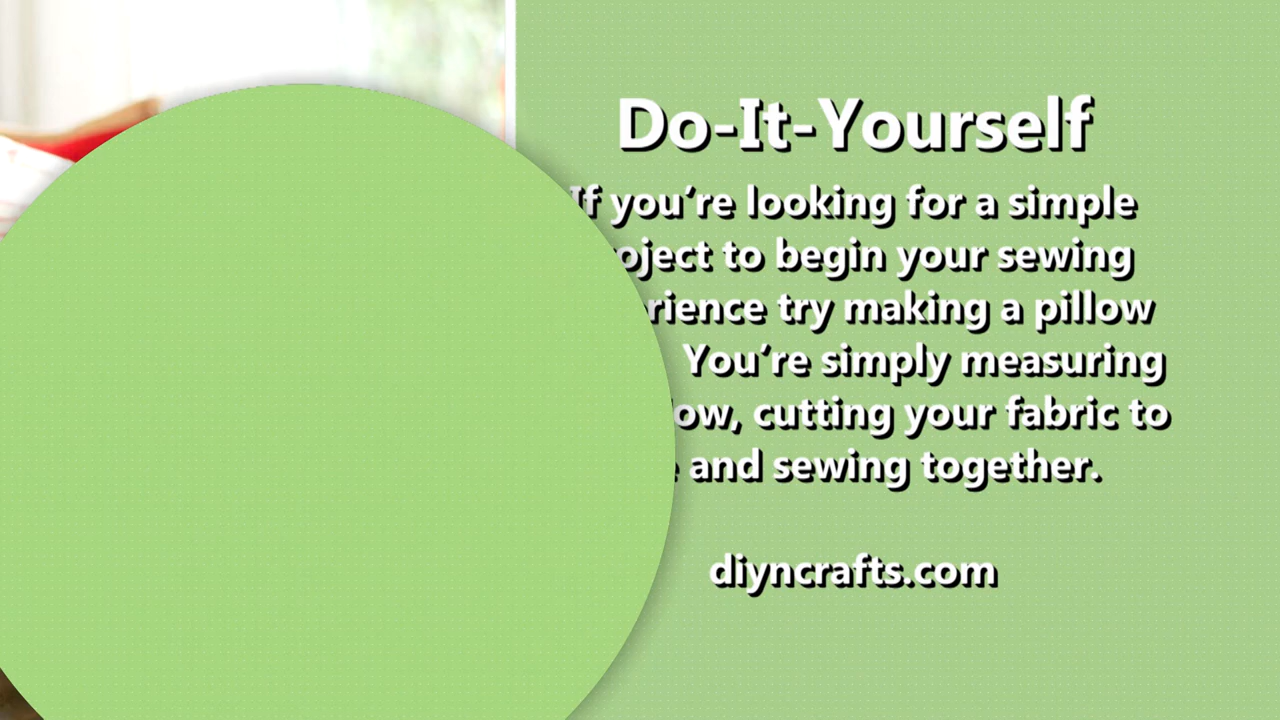 Do-It-Yourself
If you’re looking for a simple
to begin your sewing
try making a pillow
You’re simply measuring
cutting your fabric to
and sewing together.
diyncrafts.com